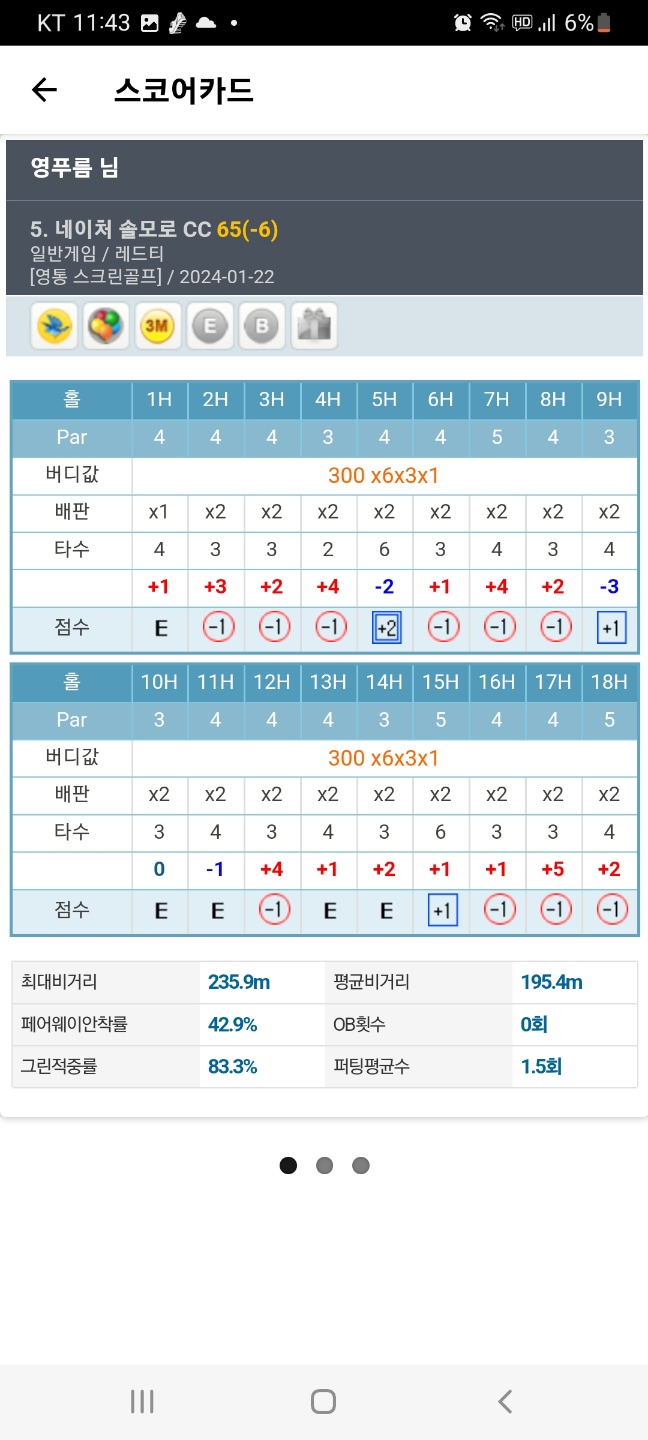 KT 11:43 HD 6%
스코어카드
영푸름 님
5. 네이처 솔모로 CC 65(-6)
일반게임 / 레드티
[영통 스크린골프] / 2024-01-22
3M E B
홀 1H 2H 3H 4H 5H 6H 7H 8H 9H
Par 4 4 4 3 4 4 5 4 3
버디값 300 x6x3x1
배판 x1 x2 x2 x2 x2 x2 x2 x2 x2
타수 4 3 3 2 6 3 4 3 4
+1 +3 +2 +4 -2 +1 +4 +2 -3
점수 E -1 -1 -1 +2 -1 -1 -1 +1
홀 10H 11H 12H 13H 14H 15H 16H 17H 18H
Par 3 4 4 4 3 5 4 4 5
버디값 300 x6x3x1
배판 x2 x2 x2 x2 x2 x2 x2 x2 x2
타수 3 4 3 4 3 6 3 3 4
0 -1 +4 +1 +2 +1 +1 +5 +2
점수 E E -1 E E +1 -1 -1 -1
최대비거리 235.9m 평균비거리 195.4m
페어웨이안착률 42.9% OB횟수 0회
그린적중률 83.3% 퍼팅평균수 1.5회